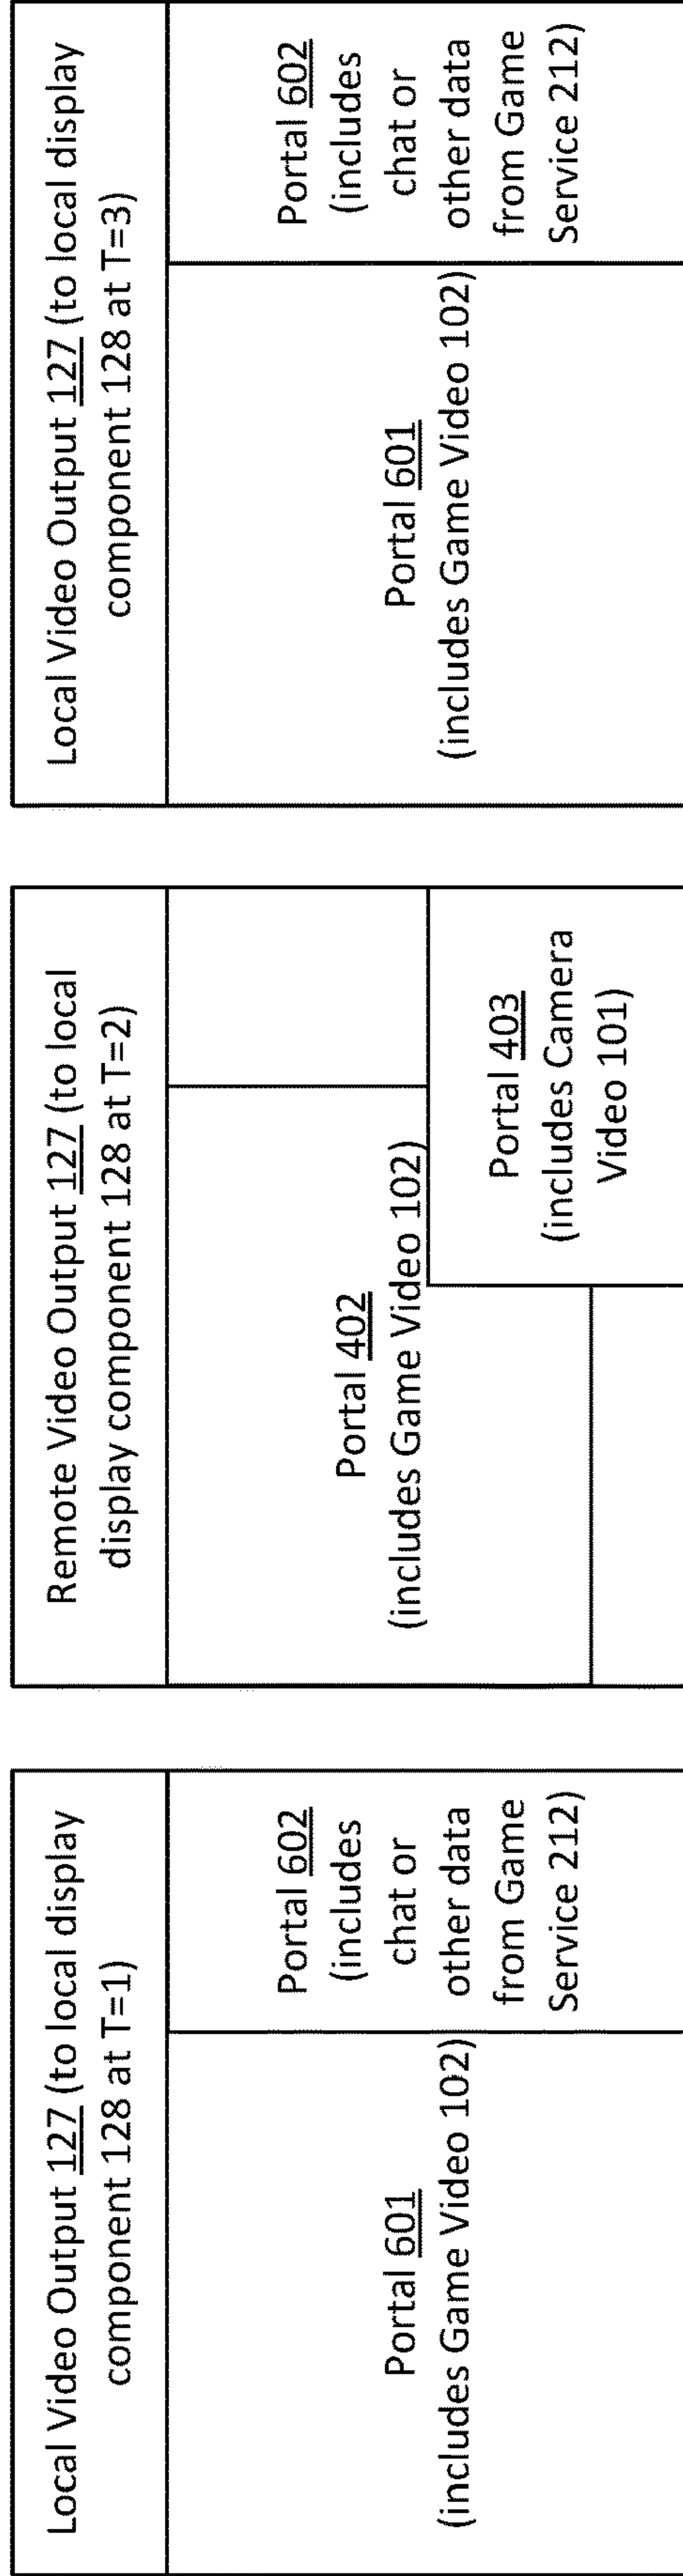 Local Video Output 127 (to local display
component 128 at T=1)
Portal 601
(includes Game Video 102)
Portal 602
(includes
chat or
other data
from Game
Service 212)
Remote Video Output 127 (to local
display component 128 at T=2)
Portal 402
(includes Game Video 102)
Portal 403
(includes Camera
Video 101)
Local Video Output 127 (to local display
component 128 at T=3)
Portal 601
(includes Game Video 102)
Portal 602
(includes
chat or
other data
from Game
Service 212)